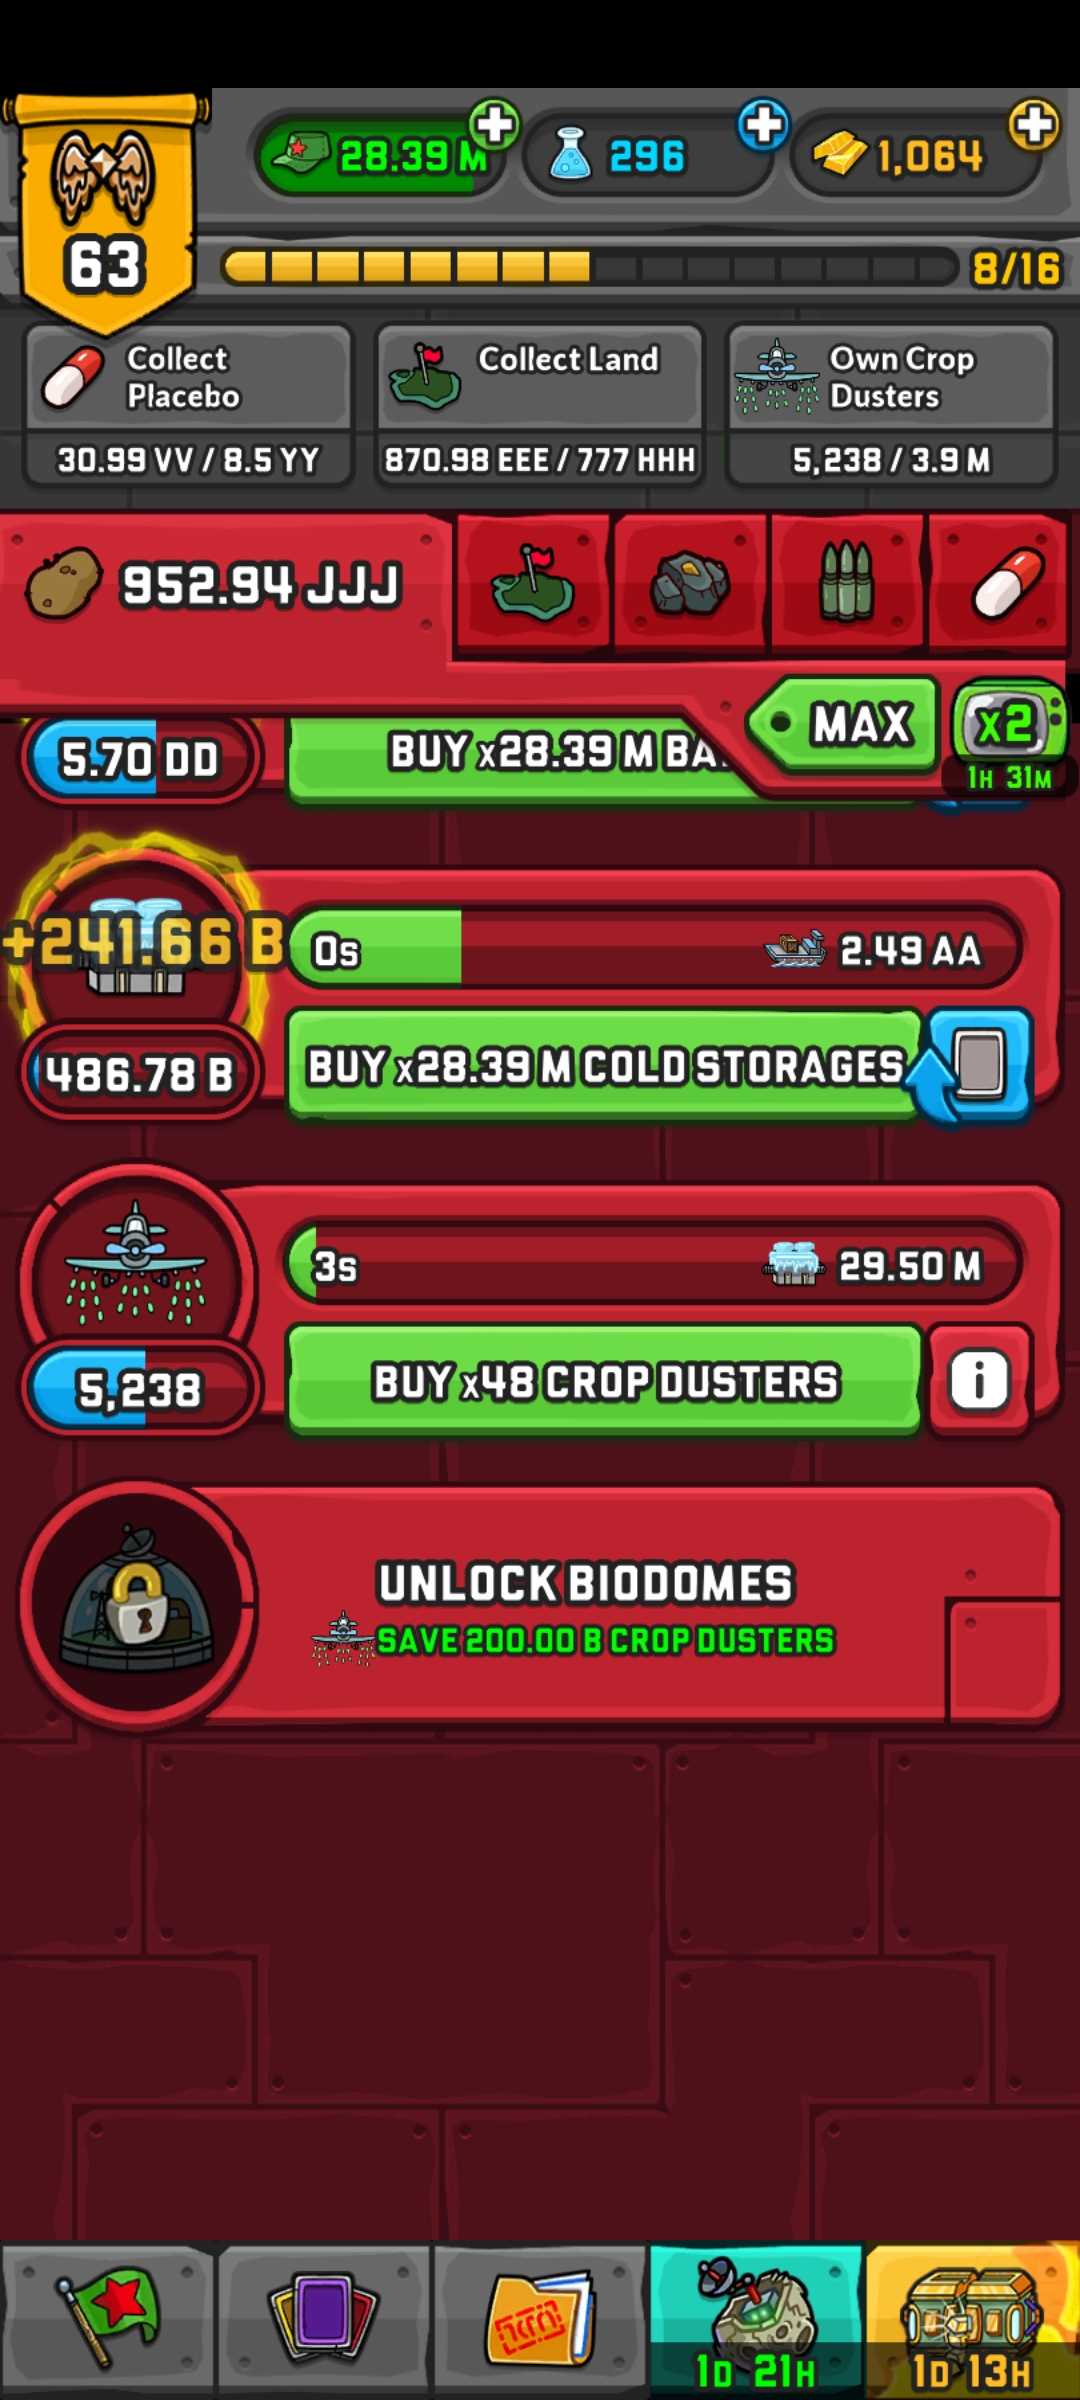 28.39 M
296
1,064
63
8/16
Collect
Placebo
30.99 VV / 8.5 YY
Collect Land
870.98 EEE / 777 HHH
Own Crop
Dusters
5,238 / 3.9 M
952.94 JJJ
MAX
x2
1H 31M
5.70 DD
BUY x28.39 M BA
+241.66 B
0s
2.49 AA
486.78 B
BUY x28.39 M COLD STORAGES
3s
29.50 M
5,238
BUY x48 CROP DUSTERS
i
UNLOCK BIODOMES
SAVE 200.00 B CROP DUSTERS
1D 21H
1D 13H